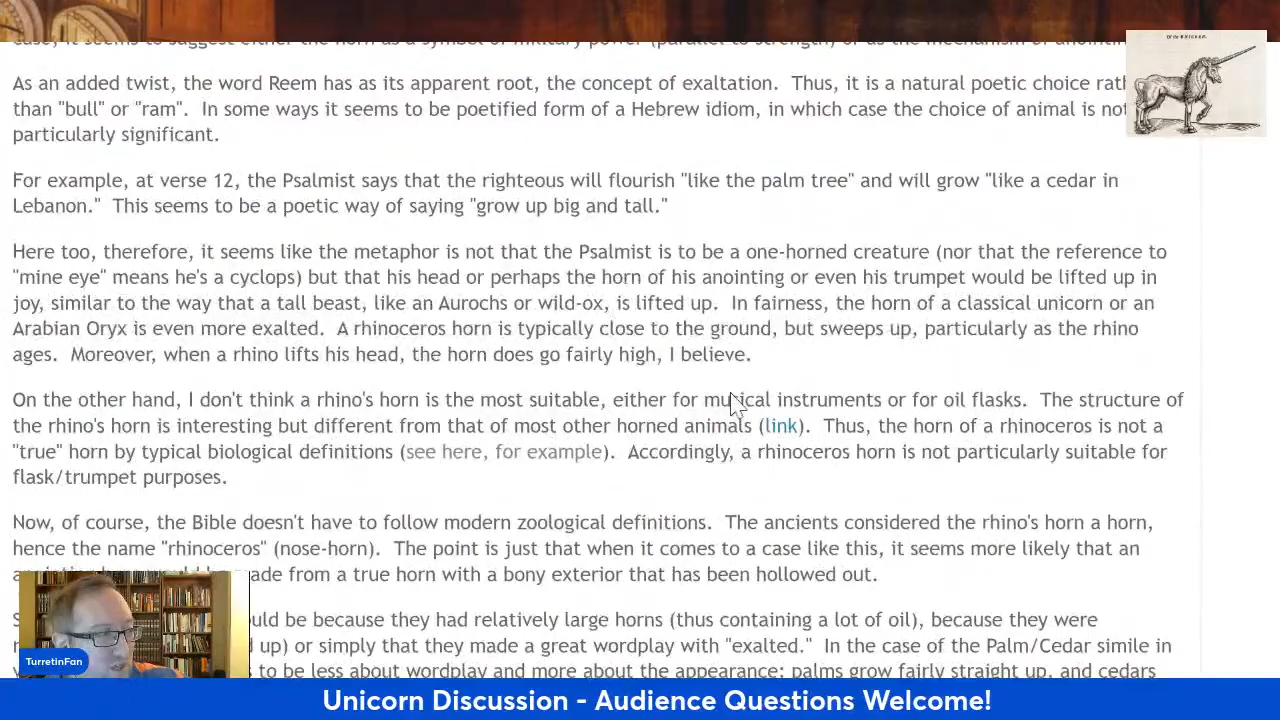 As an added twist, the word Reem has as its apparent root, the concept of exaltation.  Thus, it is a natural poetic choice
than "bull" or "ram".  In some ways it seems to be poetified form of a Hebrew idiom, in which case the choice of animal is not
particularly significant.
For example, at verse 12, the Psalmist says that the righteous will flourish "like the palm tree" and will grow "like a cedar in
Lebanon."  This seems to be a poetic way of saying "grow up big and tall."
Here too, therefore, it seems like the metaphor is not that the Psalmist is to be a one-horned creature (nor that the reference to
"mine eye" means he's a cyclops) but that his head or perhaps the horn of his anointing or even his trumpet would be lifted up in
joy, similar to the way that a tall beast, like an Aurochs or wild-ox, is lifted up.  In fairness, the horn of a classical unicorn or an
Arabian Oryx is even more exalted.  A rhinoceros horn is typically close to the ground, but sweeps up, particularly as the rhino
ages.  Moreover, when a rhino lifts his head, the horn does go fairly high, I believe.
On the other hand, I don't think a rhino's horn is the most suitable, either for musical instruments or for oil flasks.  The structure of
the rhino's horn is interesting but different from that of most other horned animals (link).  Thus, the horn of a rhinoceros is not a
"true" horn by typical biological definitions (see here, for example).  Accordingly, a rhinoceros horn is not particularly suitable for
flask/trumpet purposes.
Now, of course, the Bible doesn't have to follow modern zoological definitions.  The ancients considered the rhino's horn a horn,
hence the name "rhinoceros" (nose-horn).  The point is just that when it comes to a case like this, it seems more likely that an
made from a true horn with a bony exterior that has been hollowed out.
be because they had relatively large horns (thus containing a lot of oil), because they were
up) or simply that they made a great wordplay with "exalted."  In the case of the Palm/Cedar simile in
to be less about wordplay and more about the appearance: palms grow fairly straight up, and cedars
TurretinFan
Unicorn Discussion - Audience Questions Welcome!